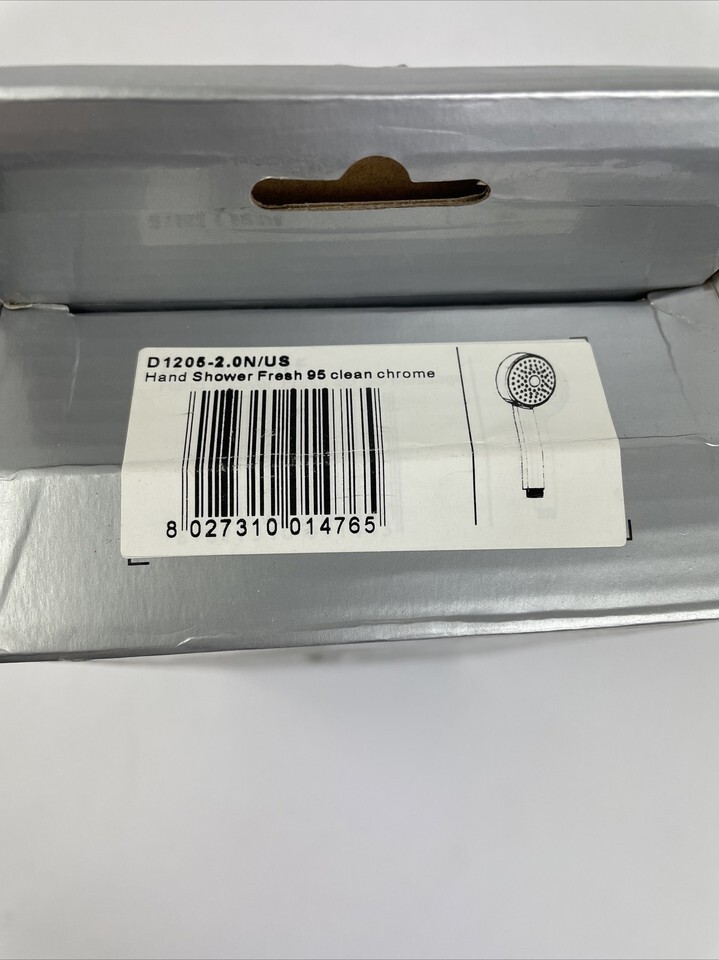 D1205-2.0N/US
Hand Shower Fresh 95 clean chrome
8 027310 014765